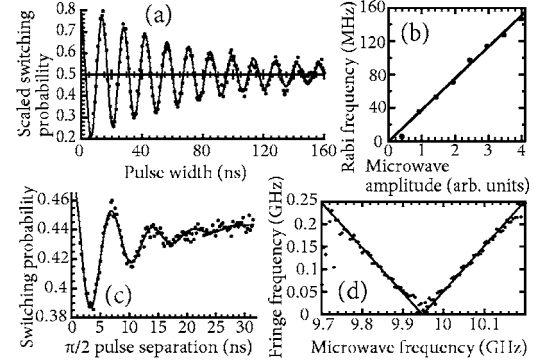 (a)
Scaled switching
probability
0.8
0.7
0.6
0.5
0.4
0.3
0.2
0 20 40 60 80 100 120 140 160
Pulse width (ns)
(b)
Rabi frequency (MHz)
160
120
80
40
0
0 1 2 3 4
Microwave
amplitude (arb. units)
(c)
Switching probability
0.46
0.44
0.42
0.4
0.38
0 5 10 15 20 25 30
π/2 pulse separation (ns)
(d)
Fringe frequency (GHz)
0.25
0.2
0.15
0.1
0.05
0
9.7 9.8 9.9 10.0 10.1
Microwave frequency (GHz)